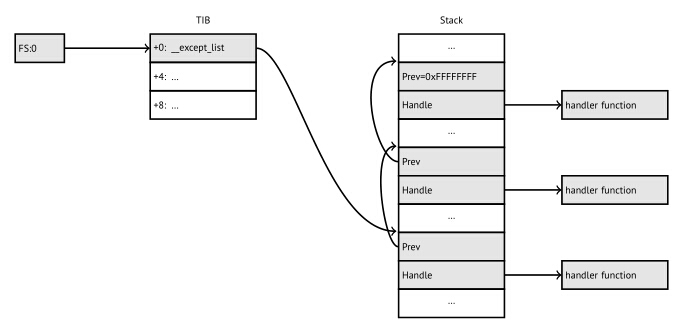 TIB
Stack
FS:0
+0: __except_list
+4: ...
+8: ...
...
Prev=0xFFFFFFFF
Handle
handler function
...
Prev
Handle
handler function
...
Prev
Handle
handler function
...